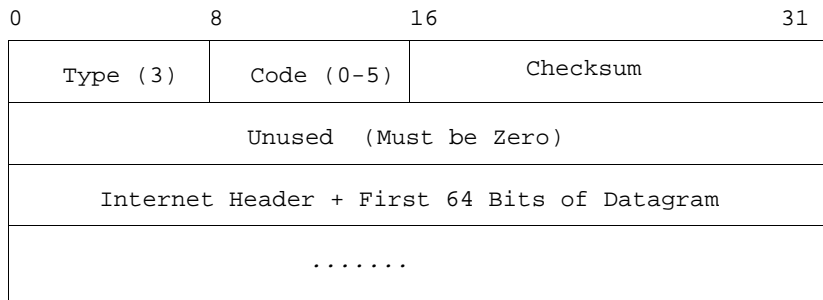 0 8 16 31
Type (3) Code (0-5) Checksum
Unused (Must be Zero)
Internet Header + First 64 Bits of Datagram
.......